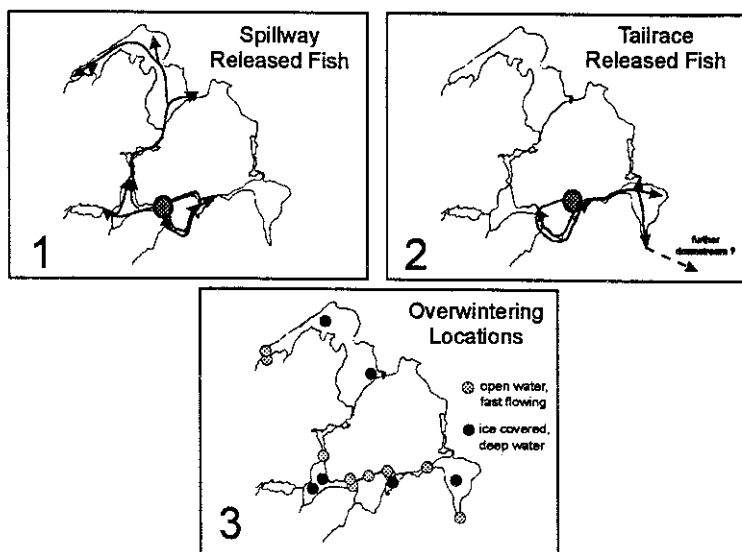 Spillway
Released Fish
1
Tailrace
Released Fish
2
further
downstream ?
Overwintering
Locations
open water,
fast flowing
ice covered,
deep water
3